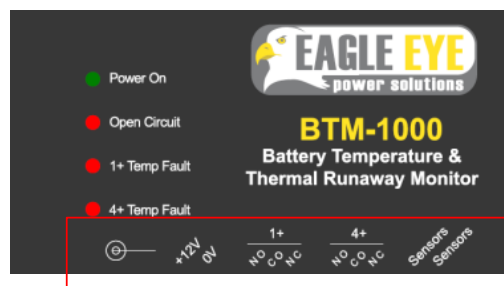 EAGLE EYE
power solutions
Power On
Open Circuit
1+ Temp Fault
4+ Temp Fault
BTM-1000
Battery Temperature &
Thermal Runaway Monitor
+12V
0V
1+
NO CO NC
4+
NO CO NC
Sensors
Sensors